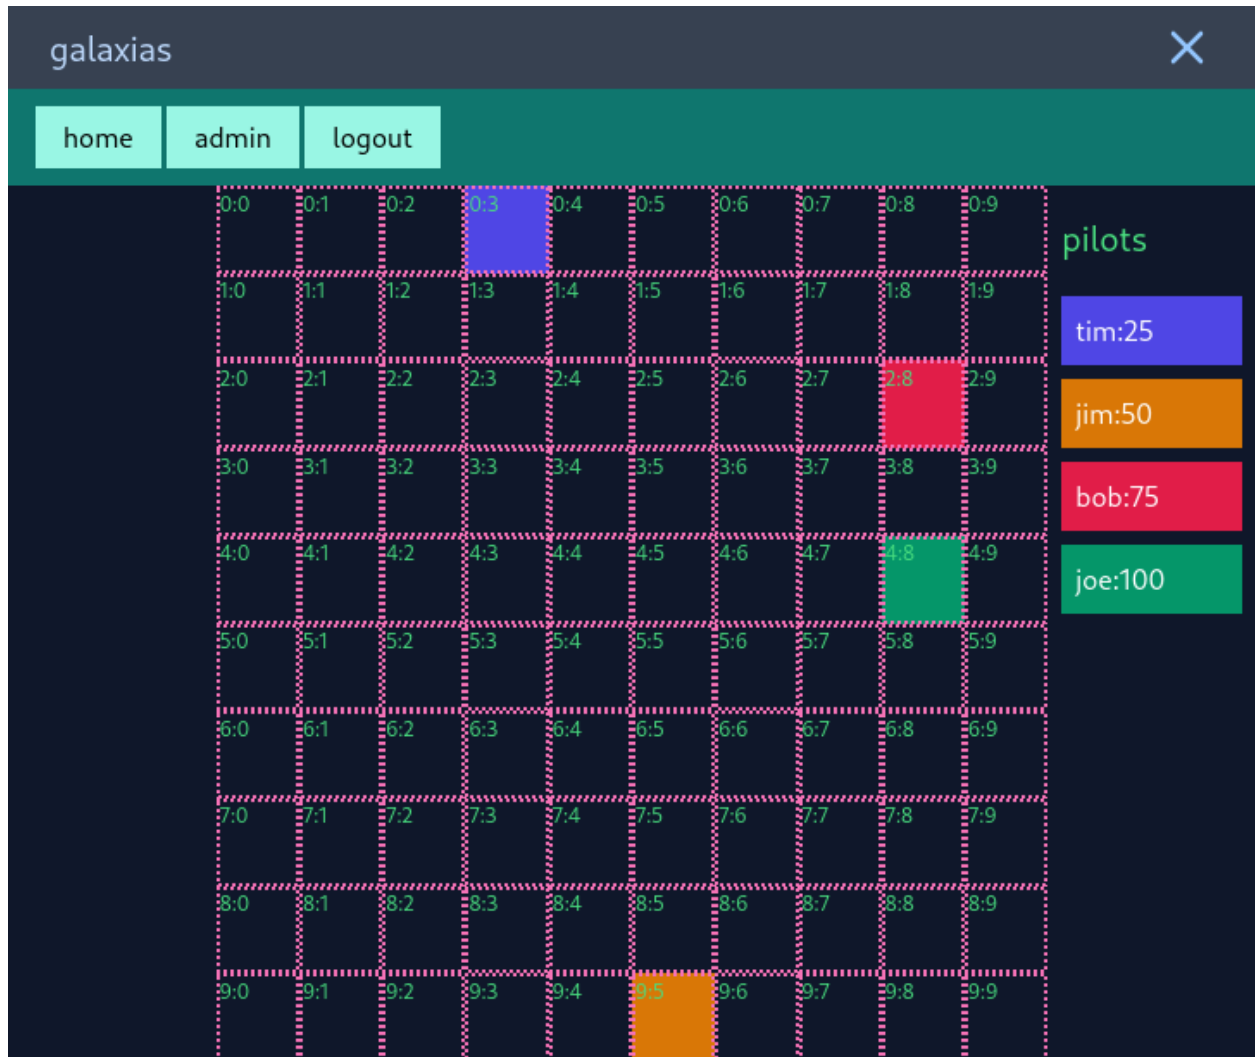 galaxias
home admin logout
0:0 0:1 0:2 0:3 0:4 0:5 0:6 0:7 0:8 0:9
pilots
1:0 1:1 1:2 1:3 1:4 1:5 1:6 1:7 1:8 1:9
tim:25
2:0 2:1 2:2 2:3 2:4 2:5 2:6 2:7 2:8 2:9
jim:50
3:0 3:1 3:2 3:3 3:4 3:5 3:6 3:7 3:8 3:9
bob:75
4:0 4:1 4:2 4:3 4:4 4:5 4:6 4:7 4:8 4:9
joe:100
5:0 5:1 5:2 5:3 5:4 5:5 5:6 5:7 5:8 5:9
6:0 6:1 6:2 6:3 6:4 6:5 6:6 6:7 6:8 6:9
7:0 7:1 7:2 7:3 7:4 7:5 7:6 7:7 7:8 7:9
8:0 8:1 8:2 8:3 8:4 8:5 8:6 8:7 8:8 8:9
9:0 9:1 9:2 9:3 9:4 9:5 9:6 9:7 9:8 9:9